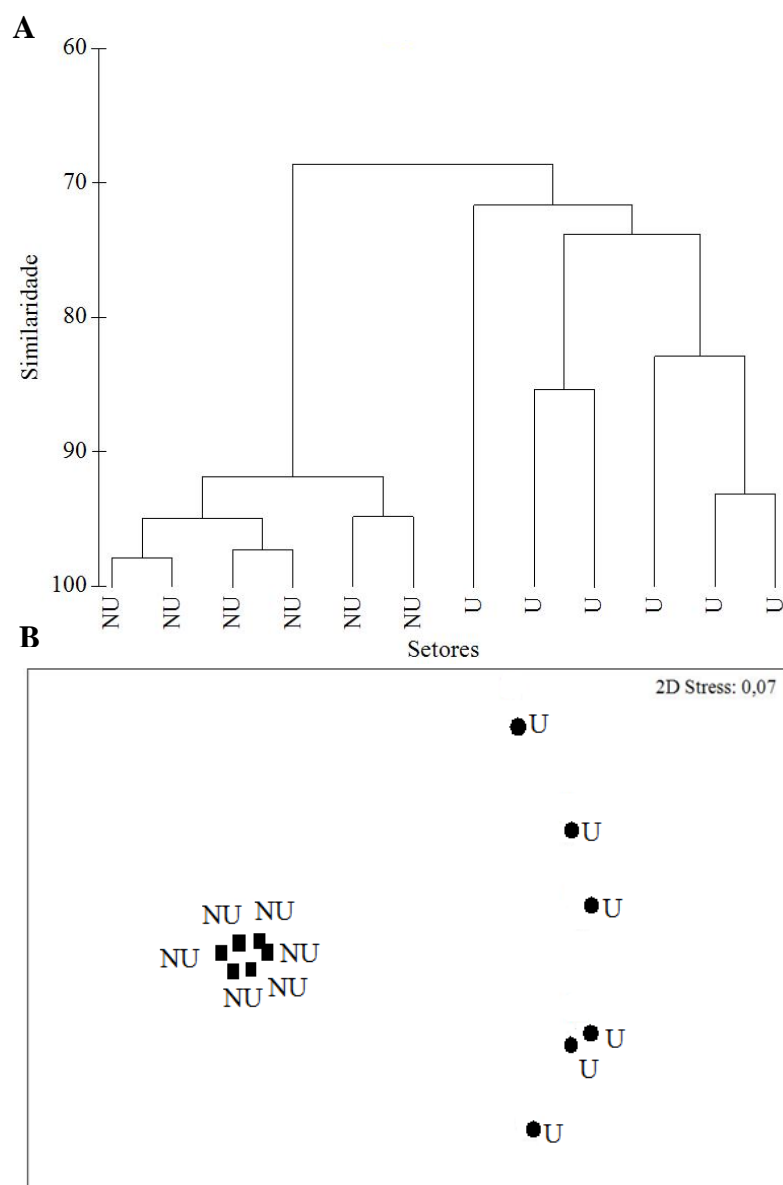 A
60
70
Similaridade
80
90
100
NU NU NU NU NU NU U U U U U U
Setores
B
2D Stress: 0,07
U
U
U
NU NU
NU NU
NU NU
U
U
U